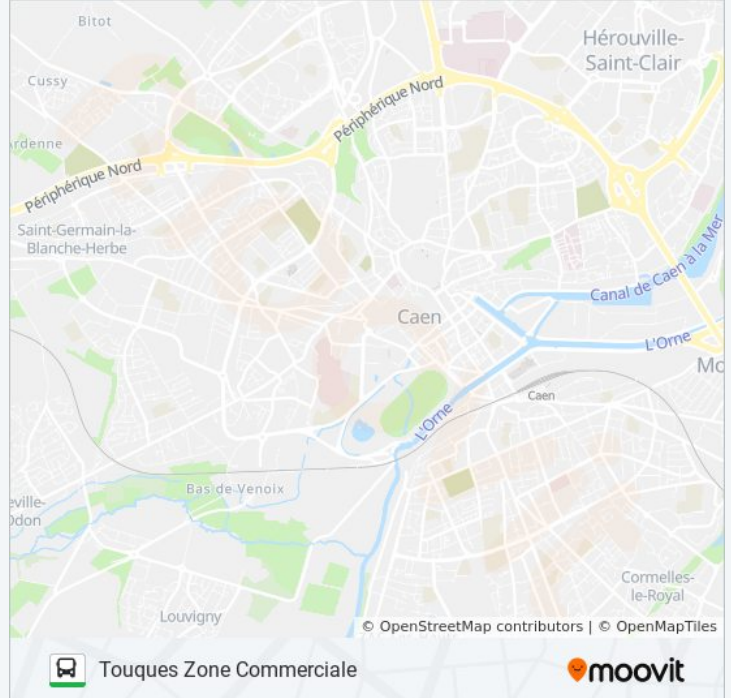 Bitot
Hérouville-
Saint-Clair
Cussy
Périphérique Nord
rdenne
Périphérique Nord
Saint-Germain-la-
Blanche-Herbe
Canal de Caen à la Mer
Caen
L'Orne
Mo
Caen
L'Orne
Bas de Venoix
eville-
Odon
Cormelles-
le-Royal
Louvigny
© OpenStreetMap contributors | © OpenMapTiles
Touques Zone Commerciale
moovit